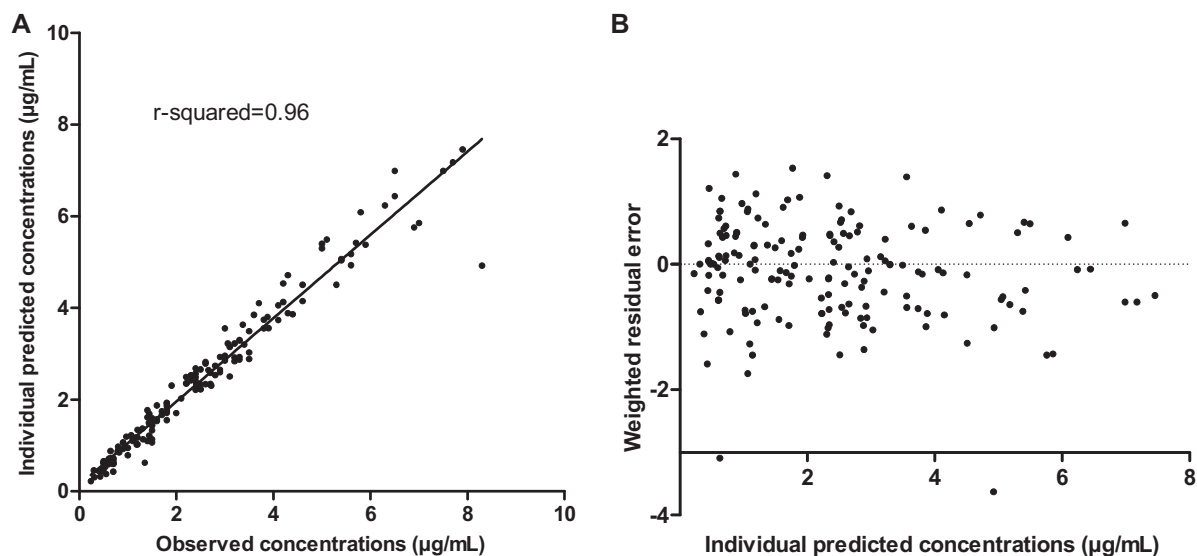 A
Individual predicted concentrations (µg/mL)
10
8
6
4
2
0
r-squared=0.96
0 2 4 6 8 10
Observed concentrations (µg/mL)
B
Weighted residual error
2
0
-2
-4
2 4 6 8
Individual predicted concentrations (µg/mL)